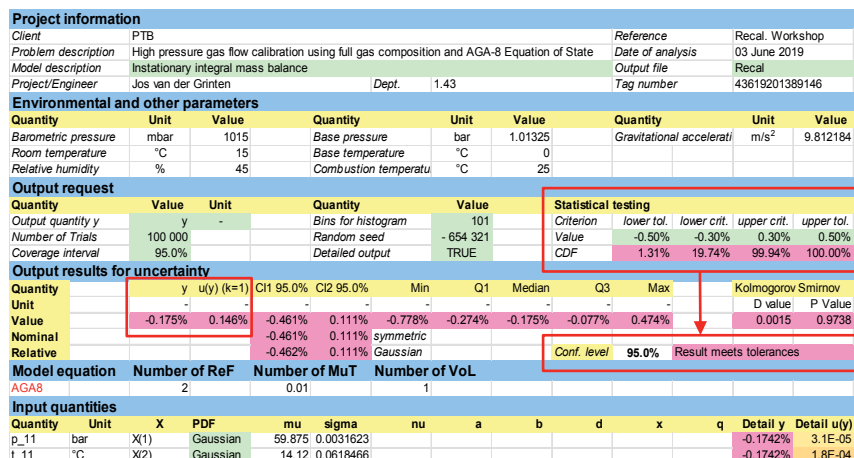 Project information
Client PTB Reference Recal. Workshop
Problem description High pressure gas flow calibration using full gas composition and AGA-8 Equation of State Date of analysis 03 June 2019
Model description Instationary integral mass balance Output file Recal
Project/Engineer Jos van der Grinten Dept. 1.43 Tag number 43619201389146
Environmental and other parameters
Quantity Unit Value Quantity Unit Value Quantity Unit Value
Barometric pressure mbar 1015 Base pressure bar 1.01325 Gravitational accelerati m/s² 9.812184
Room temperature °C 15 Base temperature °C 0
Relative humidity % 45 Combustion temperatu °C 25
Output request
Quantity Value Unit Quantity Value Statistical testing
Output quantity y y - Bins for histogram 101 Criterion lower tol. lower crit. upper crit. upper tol.
Number of Trials 100 000 Random seed - 654 321 Value -0.50% -0.30% 0.30% 0.50%
Coverage interval 95.0% Detailed output TRUE CDF 1.31% 19.74% 99.94% 100.00%
Output results for uncertainty
Quantity y u(y) (k=1) CI1 95.0% CI2 95.0% Min Q1 Median Q3 Max Kolmogorov Smirnov
Unit - - - - - - - - - D value P Value
Value -0.175% 0.146% -0.461% 0.111% -0.778% -0.274% -0.175% -0.077% 0.474% 0.0015 0.9738
Nominal -0.461% 0.111% symmetric
Relative -0.462% 0.111% Gaussian Conf. level 95.0% Result meets tolerances
Model equation Number of ReF Number of MuT Number of VoL
AGA8 2 0.01 1
Input quantities
Quantity Unit X PDF mu sigma nu a b d x q Detail y Detail u(y)
p_11 bar X(1) Gaussian 59.875 0.0031623 -0.1742% 3.1E-05
t_11 °C X(2) Gaussian 14.12 0.0618466 -0.1742% 1.8E-04